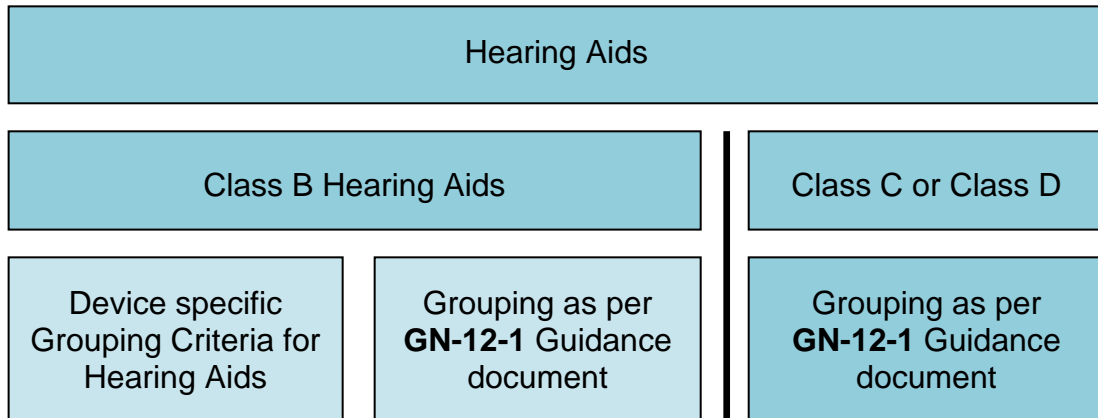 Hearing Aids
Class B Hearing Aids
Class C or Class D
Device specific
Grouping Criteria for
Hearing Aids
Grouping as per
GN-12-1 Guidance
document
Grouping as per
GN-12-1 Guidance
document